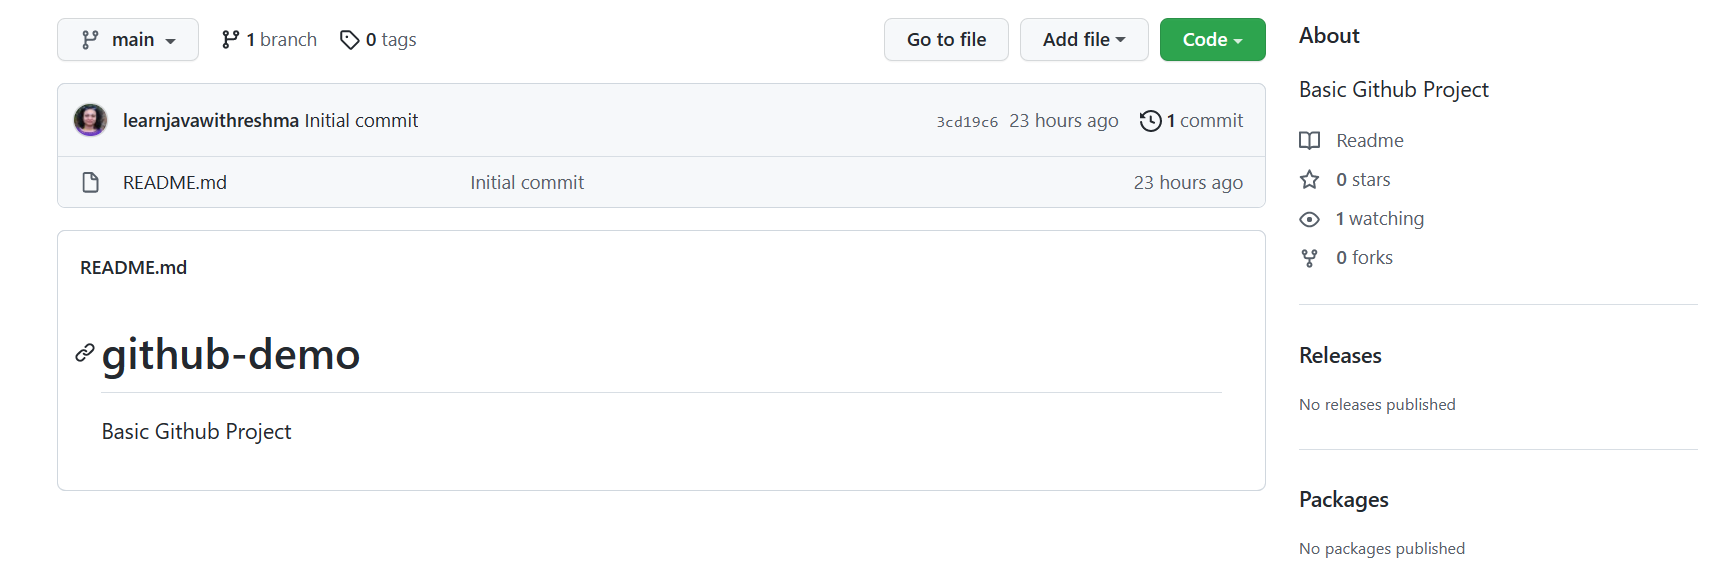 main 1 branch 0 tags Go to file Add file Code
learnjavawithreshma Initial commit 3cd19c6 23 hours ago 1 commit
README.md Initial commit 23 hours ago
README.md
github-demo
Basic Github Project
About
Basic Github Project
Readme
0 stars
1 watching
0 forks
Releases
No releases published
Packages
No packages published